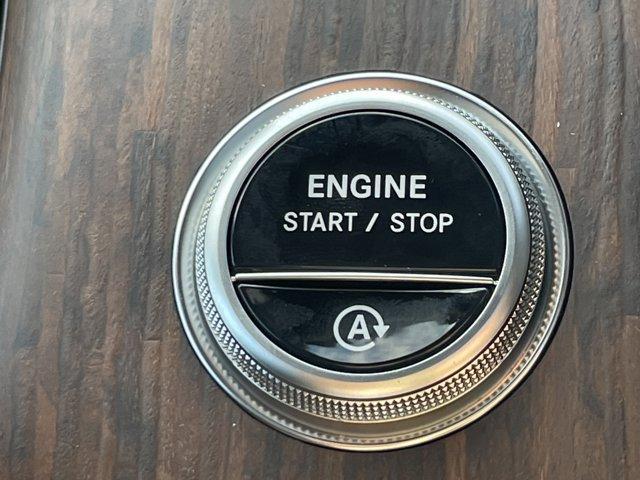 ENGINE
START / STOP
A